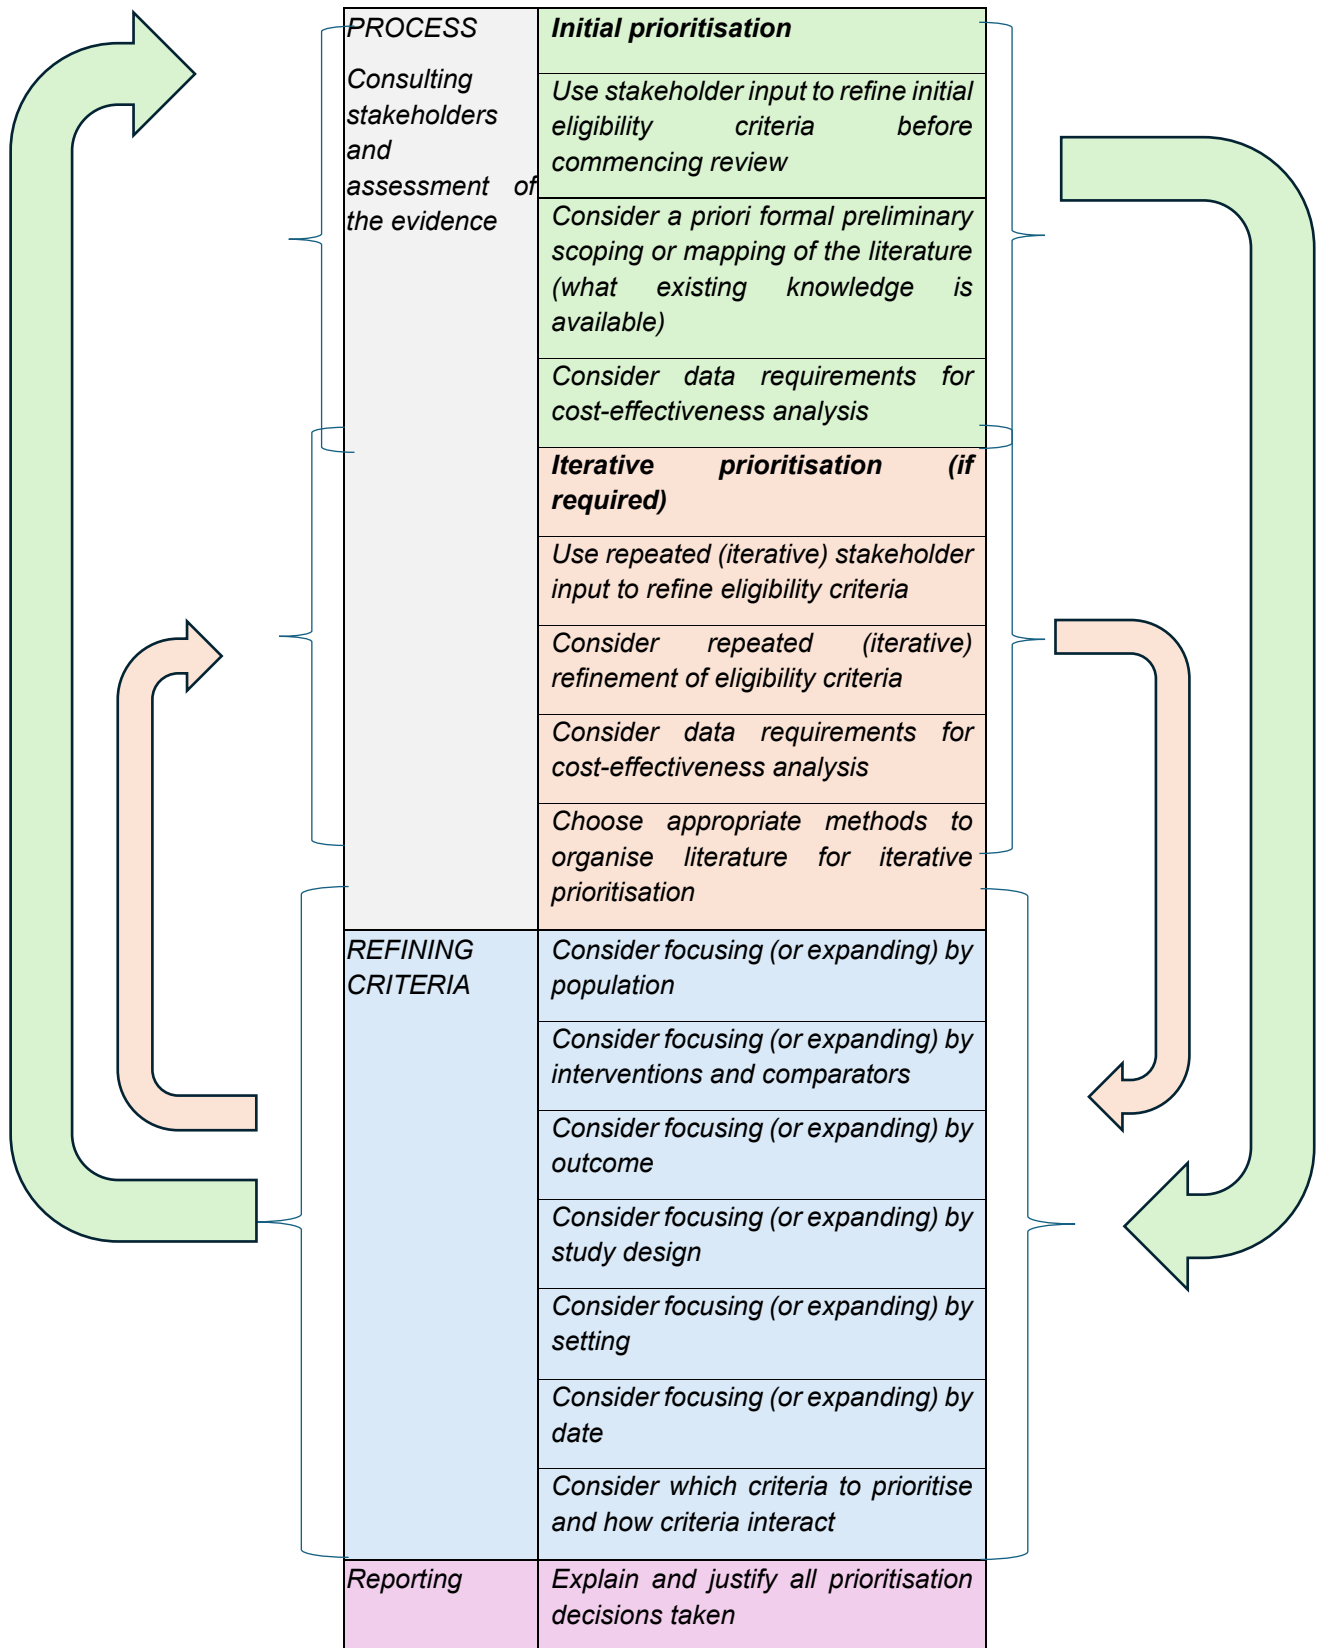 PROCESS
Consulting
stakeholders
and
assessment of
the evidence
Initial prioritisation
Use stakeholder input to refine initial
eligibility criteria before
commencing review
Consider a priori formal preliminary
scoping or mapping of the literature
(what existing knowledge is
available)
Consider data requirements for
cost-effectiveness analysis
Iterative prioritisation (if
required)
Use repeated (iterative) stakeholder
input to refine eligibility criteria
Consider repeated (iterative)
refinement of eligibility criteria
Consider data requirements for
cost-effectiveness analysis
Choose appropriate methods to
organise literature for iterative
prioritisation
REFINING
CRITERIA
Consider focusing (or expanding) by
population
Consider focusing (or expanding) by
interventions and comparators
Consider focusing (or expanding) by
outcome
Consider focusing (or expanding) by
study design
Consider focusing (or expanding) by
setting
Consider focusing (or expanding) by
date
Consider which criteria to prioritise
and how criteria interact
Reporting
Explain and justify all prioritisation
decisions taken